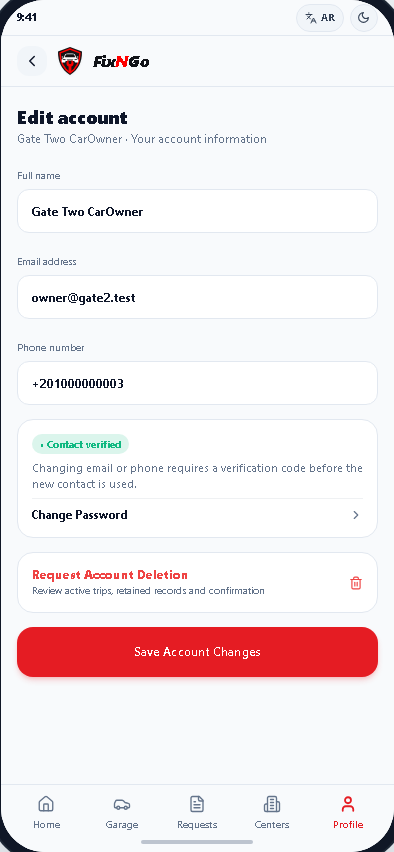 9:41
AR
FixNGo
Edit account
Gate Two CarOwner · Your account information
Full name
Gate Two CarOwner
Email address
owner@gate2.test
Phone number
+201000000003
• Contact verified
Changing email or phone requires a verification code before the
new contact is used.
Change Password
Request Account Deletion
Review active trips, retained records and confirmation
Save Account Changes
Home
Garage
Requests
Centers
Profile